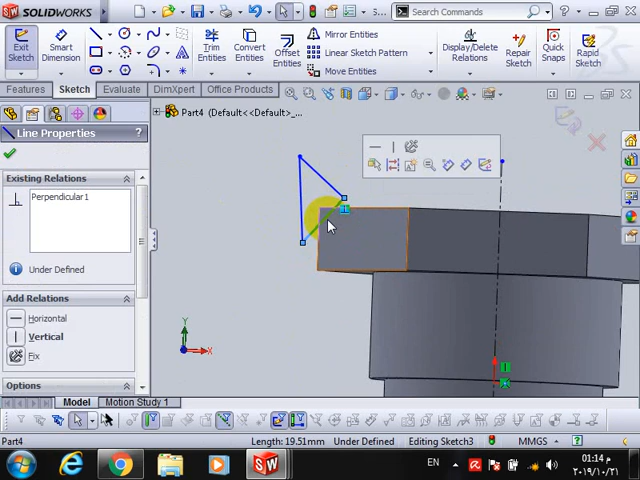 SOLIDWORKS
Search Commands
Exit Sketch
Smart Dimension
Trim Entities
Convert Entities
Offset Entities
Mirror Entities
Linear Sketch Pattern
Move Entities
Display/Delete Relations
Repair Sketch
Quick Snaps
Rapid Sketch
Features
Sketch
Evaluate
DimXpert
Office Products
Part4 (Default<<Default>_...
Line Properties
Existing Relations
Perpendicular1
Under Defined
Add Relations
Horizontal
Vertical
Fix
Options
Y
X
Model
Motion Study 1
Part4
Length: 19.51mm
Under Defined
Editing Sketch3
MMGS
EN
01:14 م
٢٠١٩/١٠/٢١